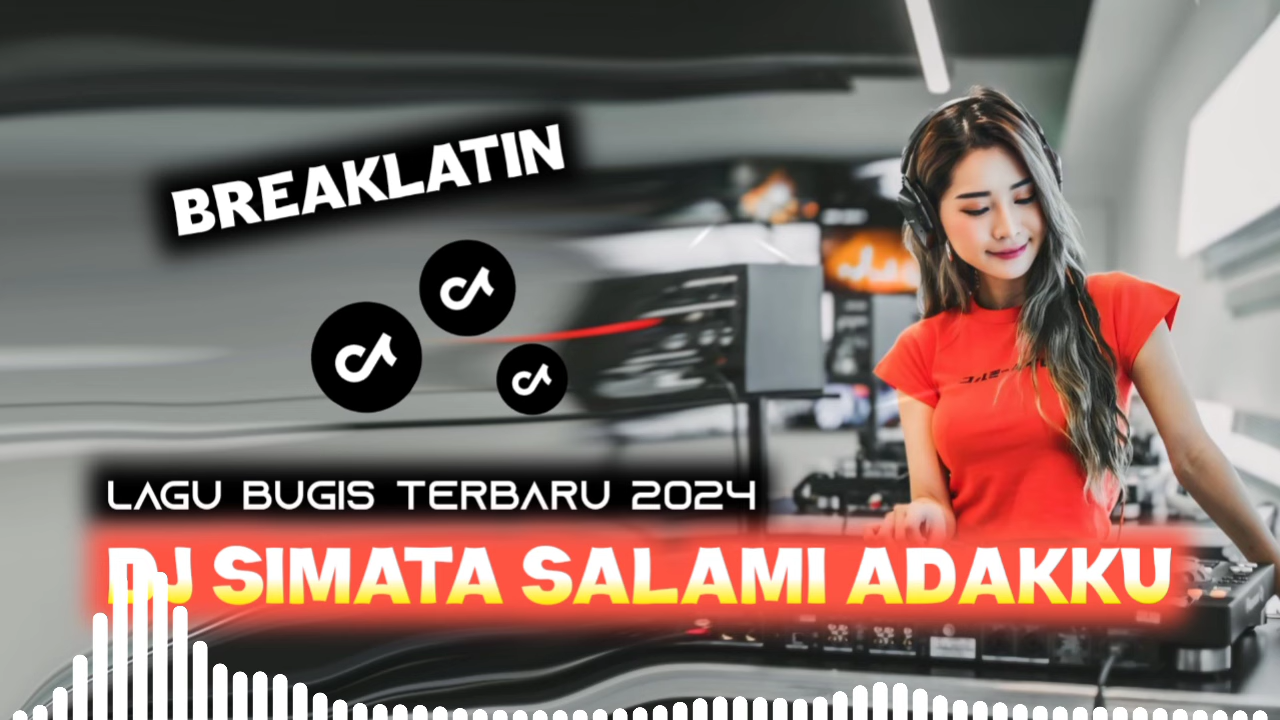 BREAKLATIN
LAGU BUGIS TERBARU 2024
DJ SIMATA SALAMI ADAKKU